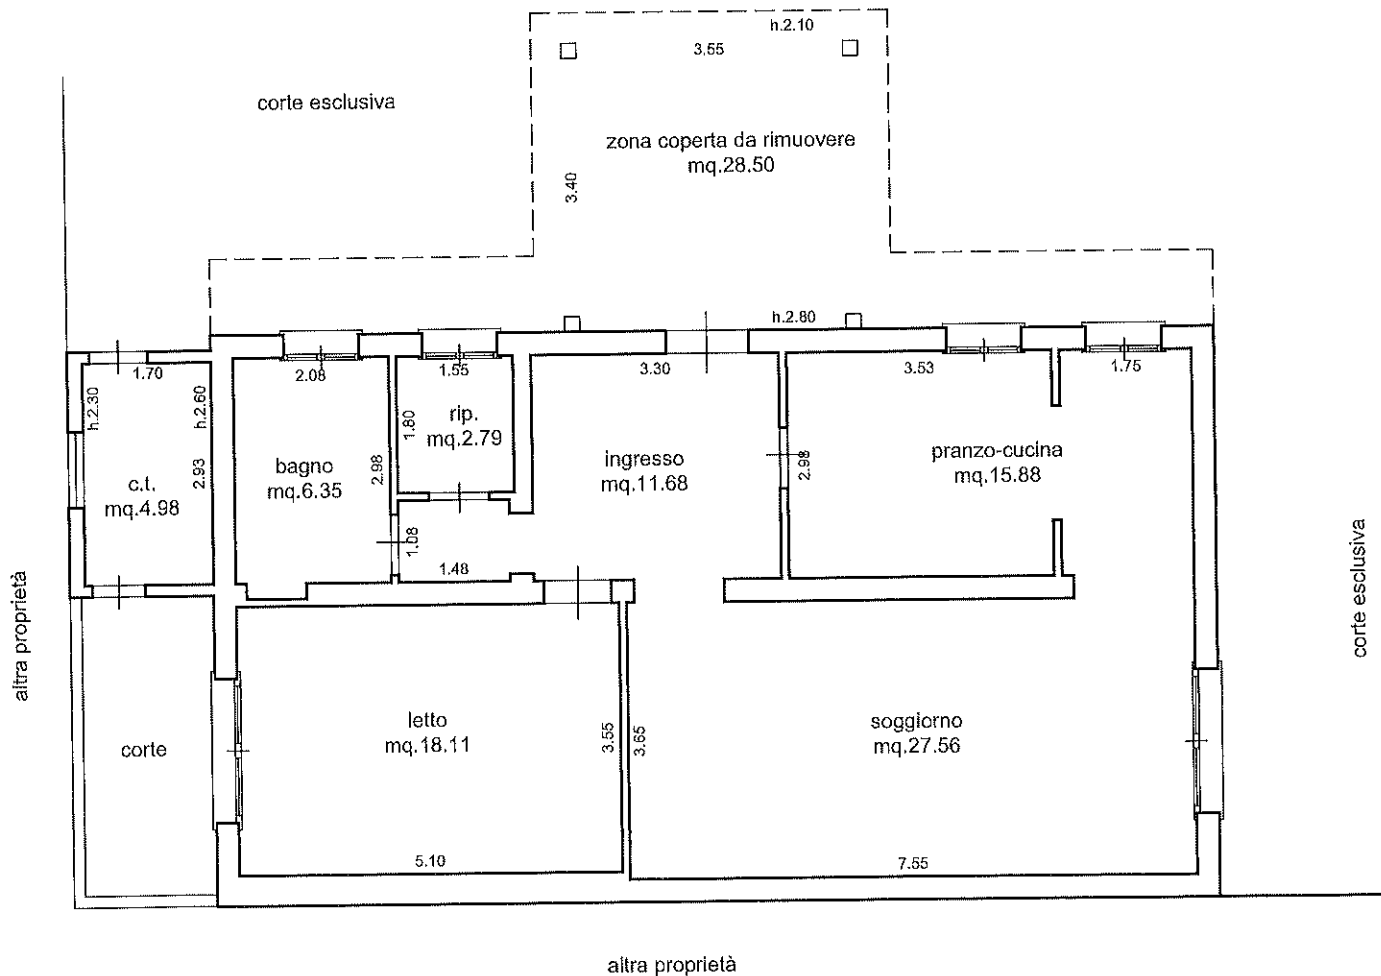 h.2.10
3.55
corte esclusiva
zona coperta da rimuovere
mq.28.50
3.40
h.2.80
1.70
2.08
1.55
3.30
3.53
1.75
h.2.30
h.2.60
1.80
rip.
mq.2.79
ingresso
mq.11.68
2.98
pranzo-cucina
mq.15.88
bagno
mq.6.35
2.98
2.93
c.t.
mq.4.98
1.08
1.48
altra proprietà
corte esclusiva
letto
mq.18.11
3.55
3.65
soggiorno
mq.27.56
corte
5.10
7.55
altra proprietà